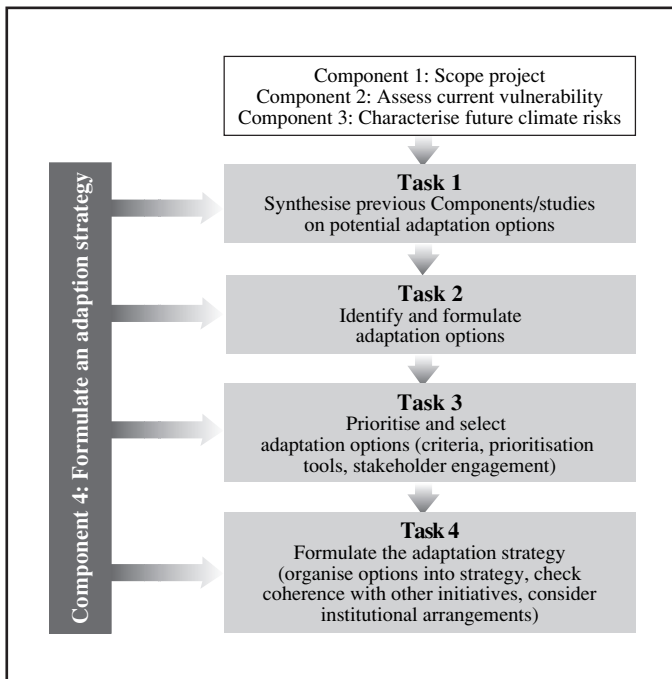 Component 1: Scope project
Component 2: Assess current vulnerability
Component 3: Characterise future climate risks
Component 4: Formulate an adaption strategy
Task 1
Synthesise previous Components/studies
on potential adaptation options
Task 2
Identify and formulate
adaptation options
Task 3
Prioritise and select
adaptation options (criteria, prioritisation
tools, stakeholder engagement)
Task 4
Formulate the adaptation strategy
(organise options into strategy, check
coherence with other initiatives, consider
institutional arrangements)